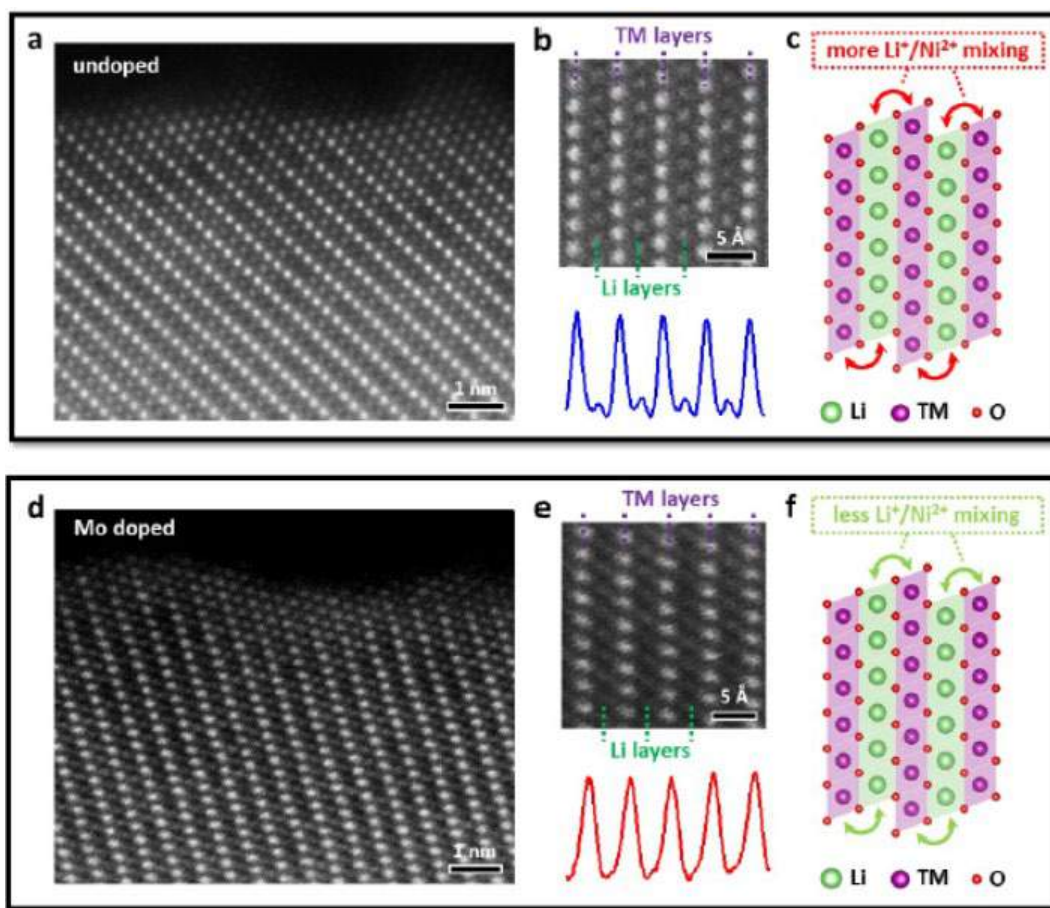 a
undoped
1 nm
b
TM layers
5 Å
Li layers
c
more Li⁺/Ni²⁺ mixing
Li TM O
d
Mo doped
1 nm
e
TM layers
5 Å
Li layers
f
less Li⁺/Ni²⁺ mixing
Li TM O